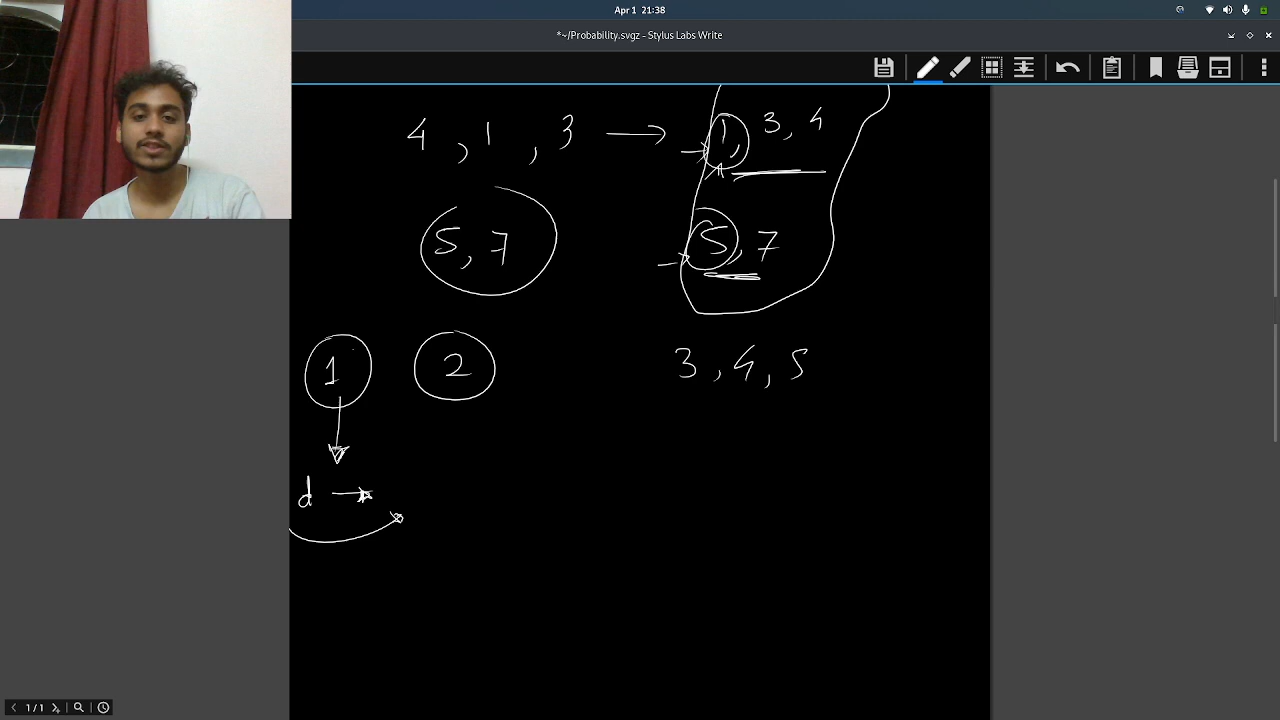 Apr 1 21:38
*~/Probability.svgz - Stylus Labs Write
4, 1, 3 → 1, 3, 4
5, 7 5, 7
1 2 3, 4, 5
d →
1/1